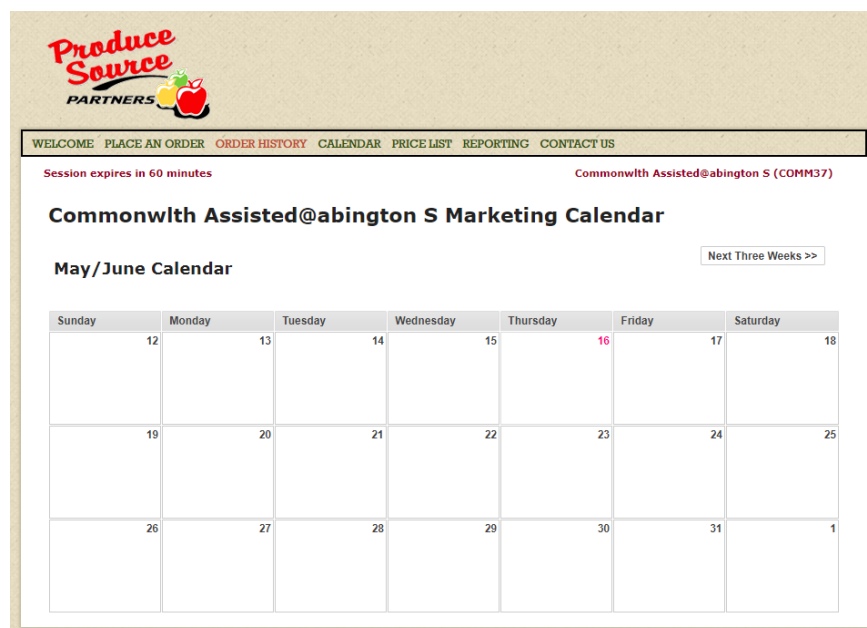 Produce
Source
PARTNERS
WELCOME PLACE AN ORDER ORDER HISTORY CALENDAR PRICE LIST REPORTING CONTACT US
Session expires in 60 minutes Commonwlth Assisted@abington S (COMM37)
Commonwlth Assisted@abington S Marketing Calendar
Next Three Weeks >>
May/June Calendar
Sunday Monday Tuesday Wednesday Thursday Friday Saturday
12 13 14 15 16 17 18
19 20 21 22 23 24 25
26 27 28 29 30 31 1